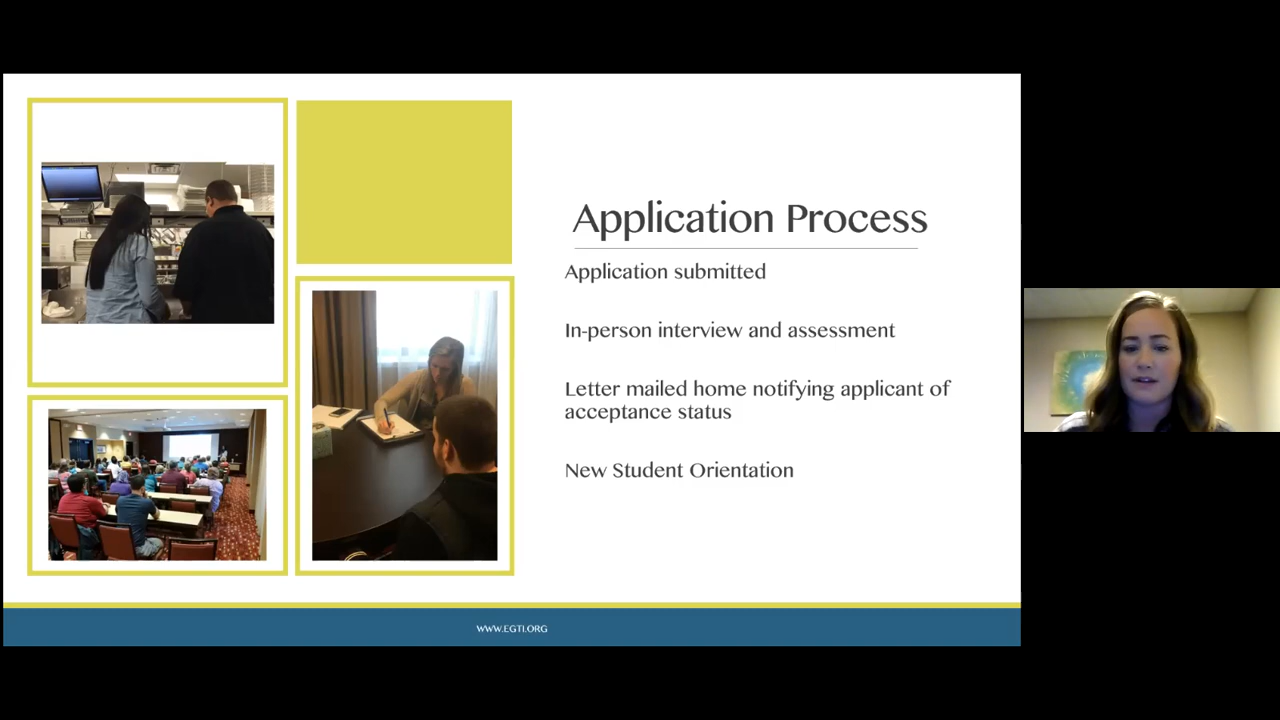 Application Process
Application submitted
In-person interview and assessment
Letter mailed home notifying applicant of
acceptance status
New Student Orientation
WWW.EGTI.ORG